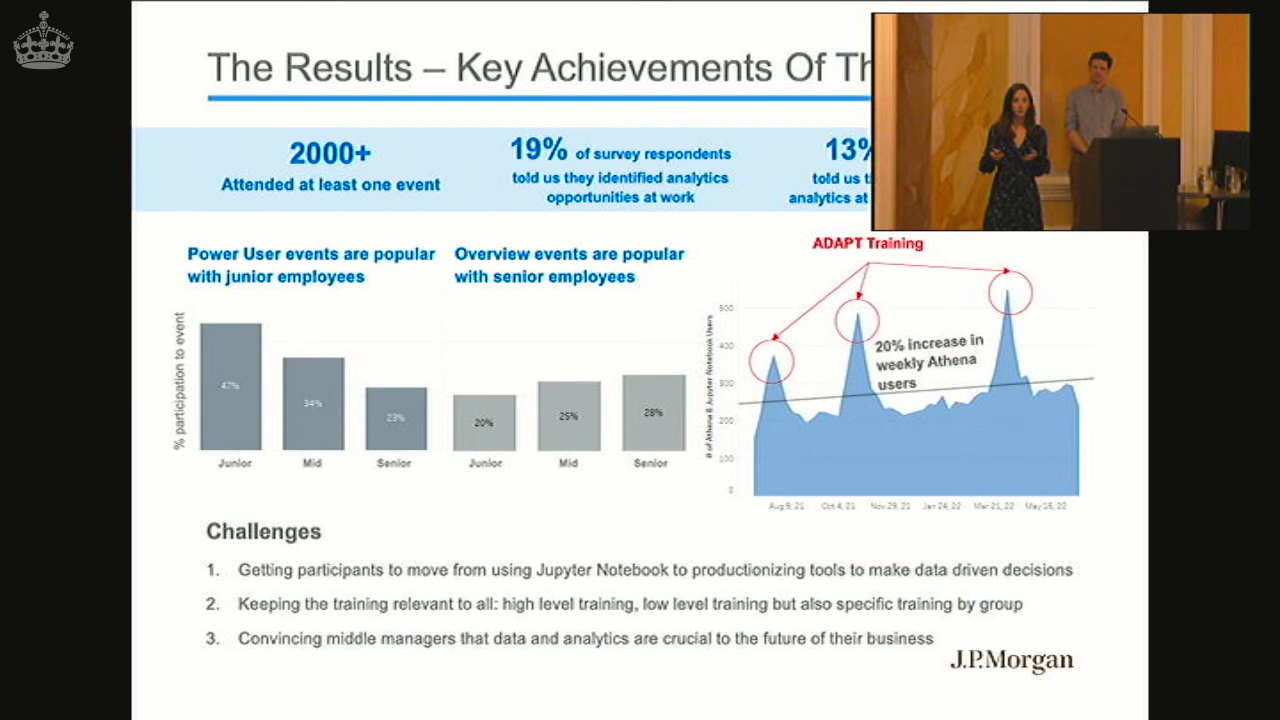 The Results – Key Achievements Of Th
2000+
Attended at least one event
19% of survey respondents
told us they identified analytics
opportunities at work
13%
told us t
analytics at
Power User events are popular
with junior employees
Overview events are popular
with senior employees
% participation to event
47%
34%
23%
Junior
Mid
Senior
20%
25%
28%
Junior
Mid
Senior
ADAPT Training
# of Athena & Jupyter Notebook Users
500
400
300
200
100
0
20% increase in
weekly Athena
users
Aug 9, 21
Oct 4, 21
Nov 29, 21
Jan 24, 22
Mar 21, 22
May 16, 22
Challenges
1. Getting participants to move from using Jupyter Notebook to productionizing tools to make data driven decisions
2. Keeping the training relevant to all: high level training, low level training but also specific training by group
3. Convincing middle managers that data and analytics are crucial to the future of their business
J.P.Morgan